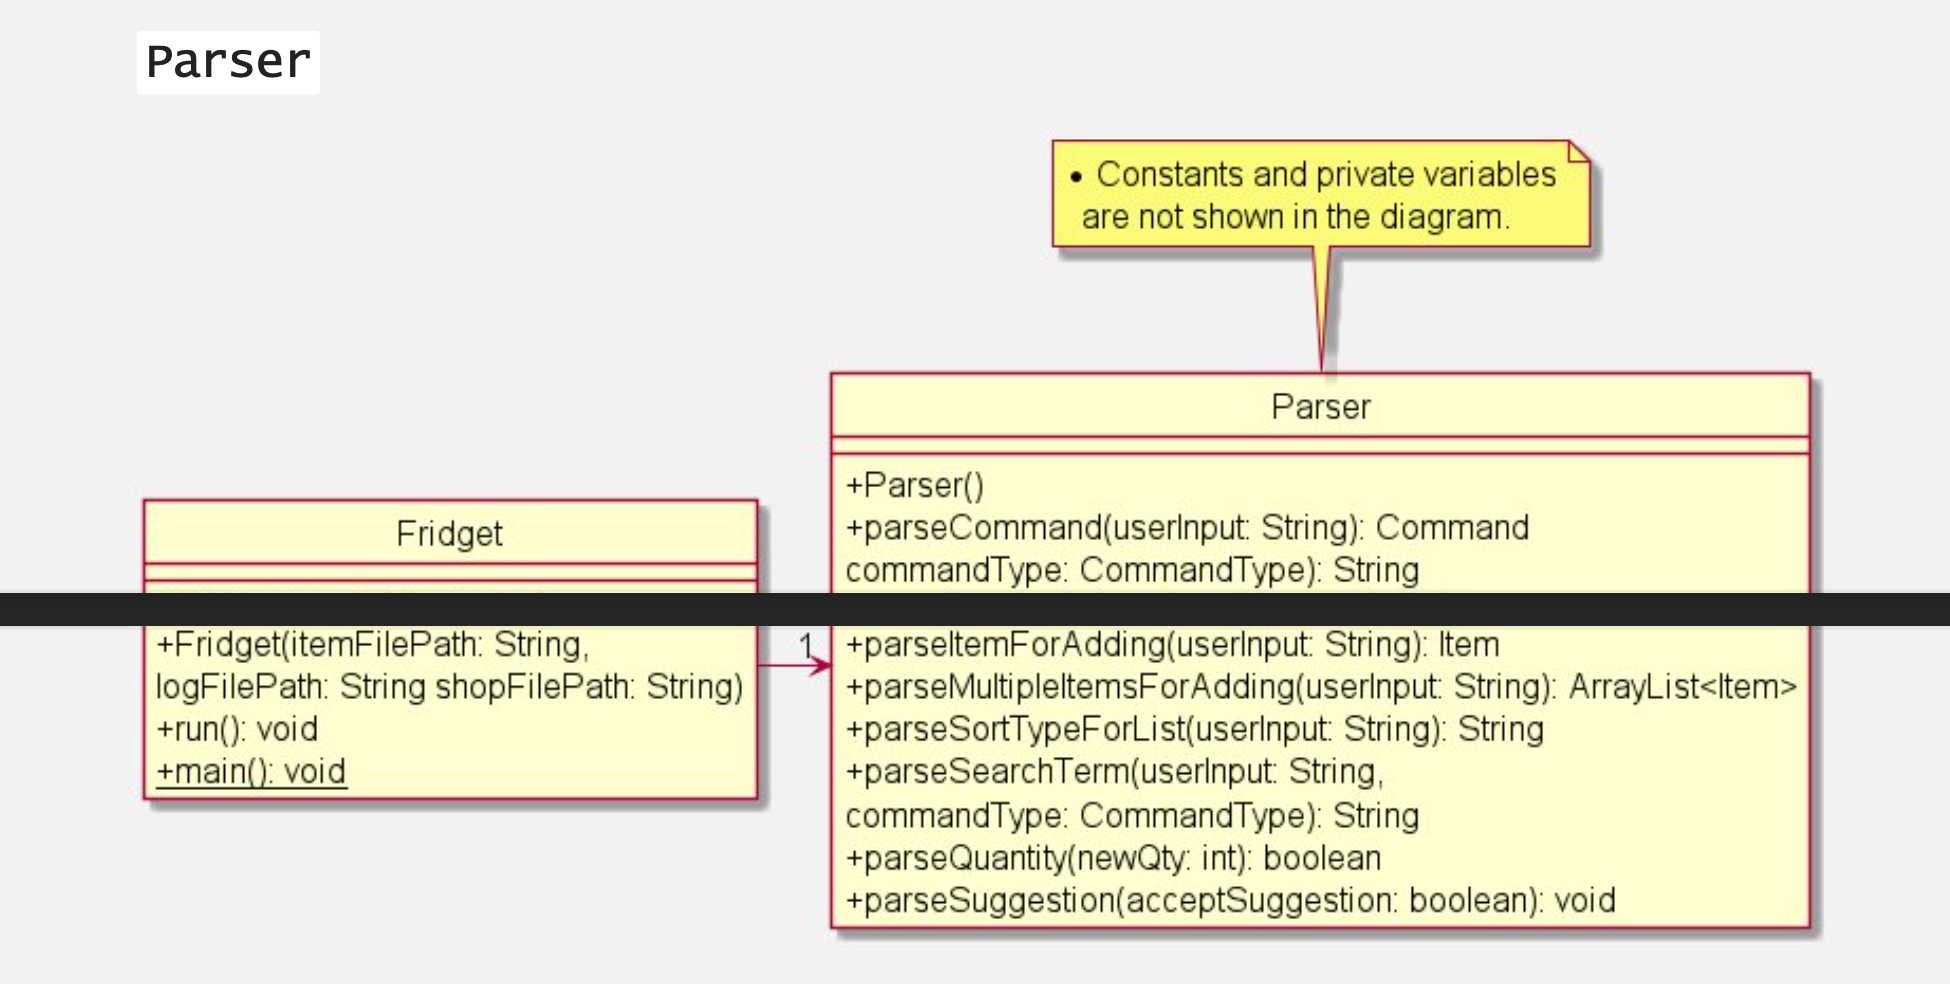 Parser
• Constants and private variables
are not shown in the diagram.
Parser
+Parser()
+parseCommand(userInput: String): Command
commandType: CommandType): String
Fridget
+Fridget(itemFilePath: String,
logFilePath: String shopFilePath: String)
+run(): void
+main(): void
1
+parseItemForAdding(userInput: String): Item
+parseMultipleItemsForAdding(userInput: String): ArrayList<Item>
+parseSortTypeForList(userInput: String): String
+parseSearchTerm(userInput: String,
commandType: CommandType): String
+parseQuantity(newQty: int): boolean
+parseSuggestion(acceptSuggestion: boolean): void